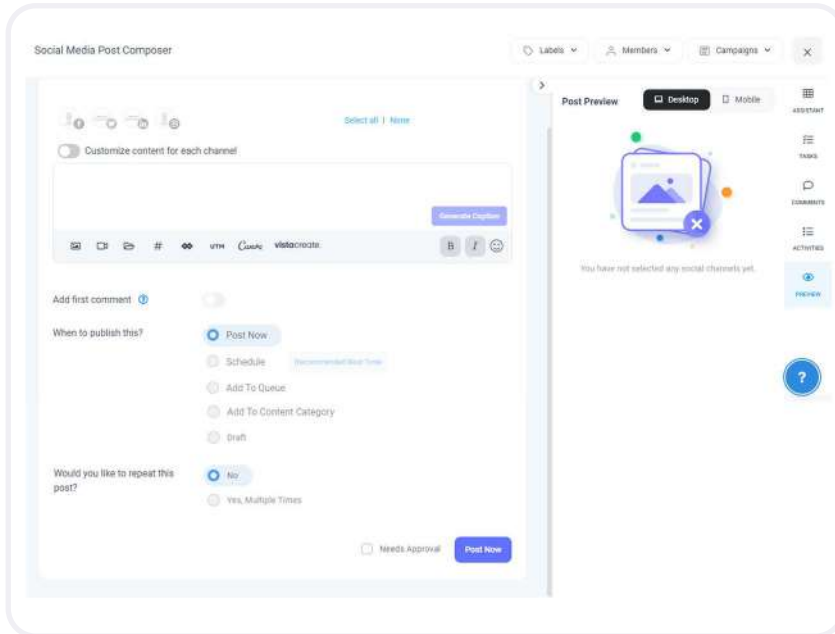 Social Media Post Composer
Labels
Members
Campaigns
Select all | None
Customize content for each channel
Generate Caption
#
UTM
Canva
vistacreate
B I
Add first comment ?
When to publish this?
Post Now
Schedule
Recommended Best Time
Add To Queue
Add To Content Category
Draft
Would you like to repeat this
post?
No
Yes, Multiple Times
Needs Approval
Post Now
Post Preview
Desktop
Mobile
You have not selected any social channels yet.
ASSISTANT
TASKS
COMMENTS
ACTIVITIES
PREVIEW
?